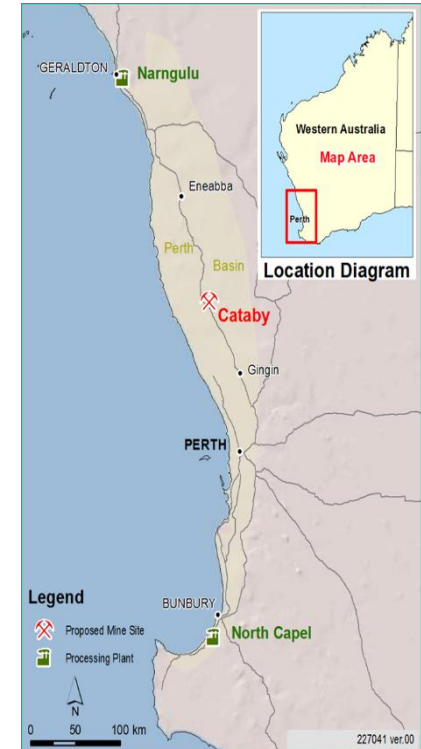 GERALDTON
Narngulu
Western Australia
Map Area
Perth
Location Diagram
Eneabba
Perth
Basin
Cataby
Gingin
PERTH
Legend
BUNBURY
Proposed Mine Site
North Capel
Processing Plant
N
0 50 100 km
227041 ver.00